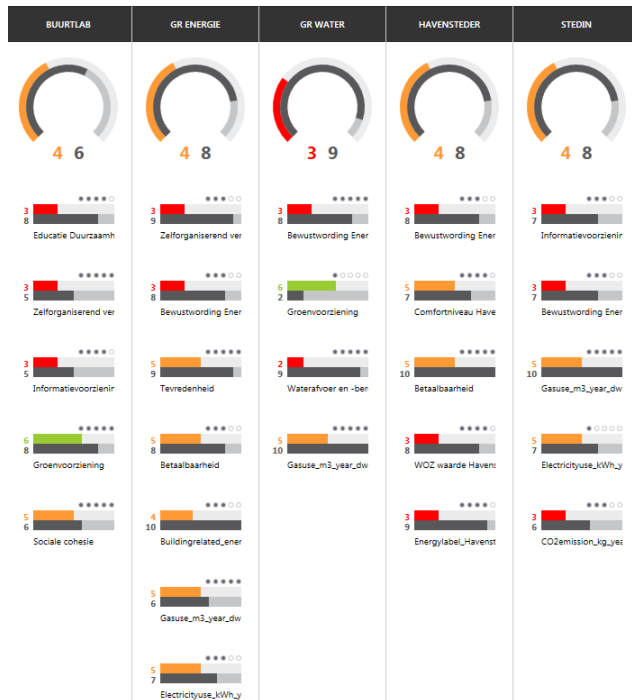 BUURTLAB
GR ENERGIE
GR WATER
HAVENSTEDER
STEDIN
4 6
4 8
3 9
4 8
4 8
3
8
Educatie Duurzaamh
3
9
Zelforganiserend ver
3
8
Bewustwording Ener
3
8
Bewustwording Ener
3
7
Informatievoorzienin
3
5
Zelforganiserend ver
3
8
Bewustwording Ener
6
2
Groenvoorziening
5
7
Comfortniveau Have
3
7
Bewustwording Ener
3
5
Informatievoorzienin
5
9
Tevredenheid
2
9
Waterafvoer en -ber
5
10
Betaalbaarheid
5
10
Gasuse_m3_year_dw
6
8
Groenvoorziening
5
8
Betaalbaarheid
5
10
Gasuse_m3_year_dw
3
8
WOZ waarde Havens
5
7
Electricityuse_kWh_y
5
6
Sociale cohesie
4
10
Buildingrelated_ener
3
9
Energylabel_Havenst
3
6
CO2emission_kg_yea
5
6
Gasuse_m3_year_dw
5
7
Electricityuse_kWh_y